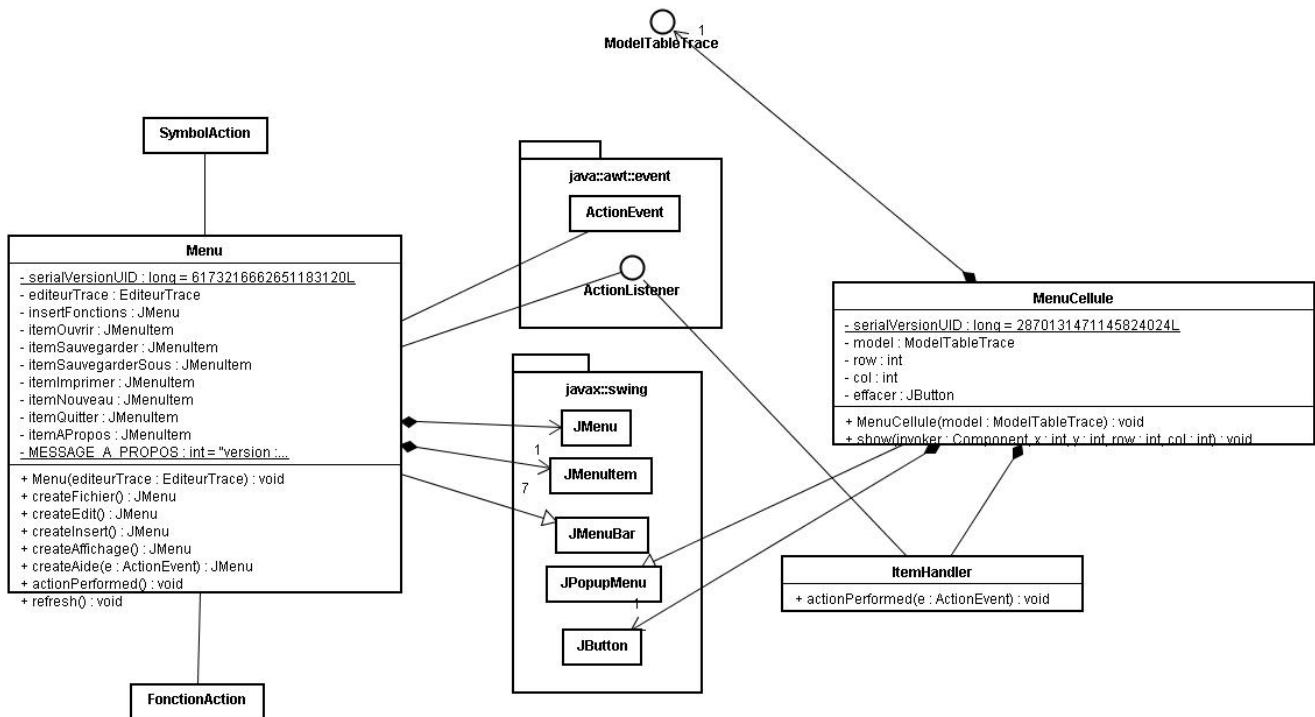 1
ModelTableTrace
SymbolAction
java::awt::event
ActionEvent
ActionListener
Menu
- serialVersionUID : long = 6173216662651183120L
- editeurTrace : EditeurTrace
- insertFonctions : JMenu
- itemOuvrir : JMenuItem
- itemSauvegarder : JMenuItem
- itemSauvegarderSous : JMenuItem
- itemImprimer : JMenuItem
- itemNouveau : JMenuItem
- itemQuitter : JMenuItem
- itemAPropos : JMenuItem
- MESSAGE_A_PROPOS : int = "version :...
+ Menu(editeurTrace : EditeurTrace) : void
+ createFichier() : JMenu
+ createEdit() : JMenu
+ createInsert() : JMenu
+ createAffichage() : JMenu
+ createAide(e : ActionEvent) : JMenu
+ actionPerformed() : void
+ refresh() : void
MenuCellule
- serialVersionUID : long = 2870131471145824024L
- model : ModelTableTrace
- row : int
- col : int
- effacer : JButton
+ MenuCellule(model : ModelTableTrace) : void
+ show(invoker : Component, x : int, y : int, row : int, col : int) : void
javax::swing
JMenu
1
JMenuItem
7
JMenuBar
JPopupMenu
1
JButton
ItemHandler
+ actionPerformed(e : ActionEvent) : void
FonctionAction